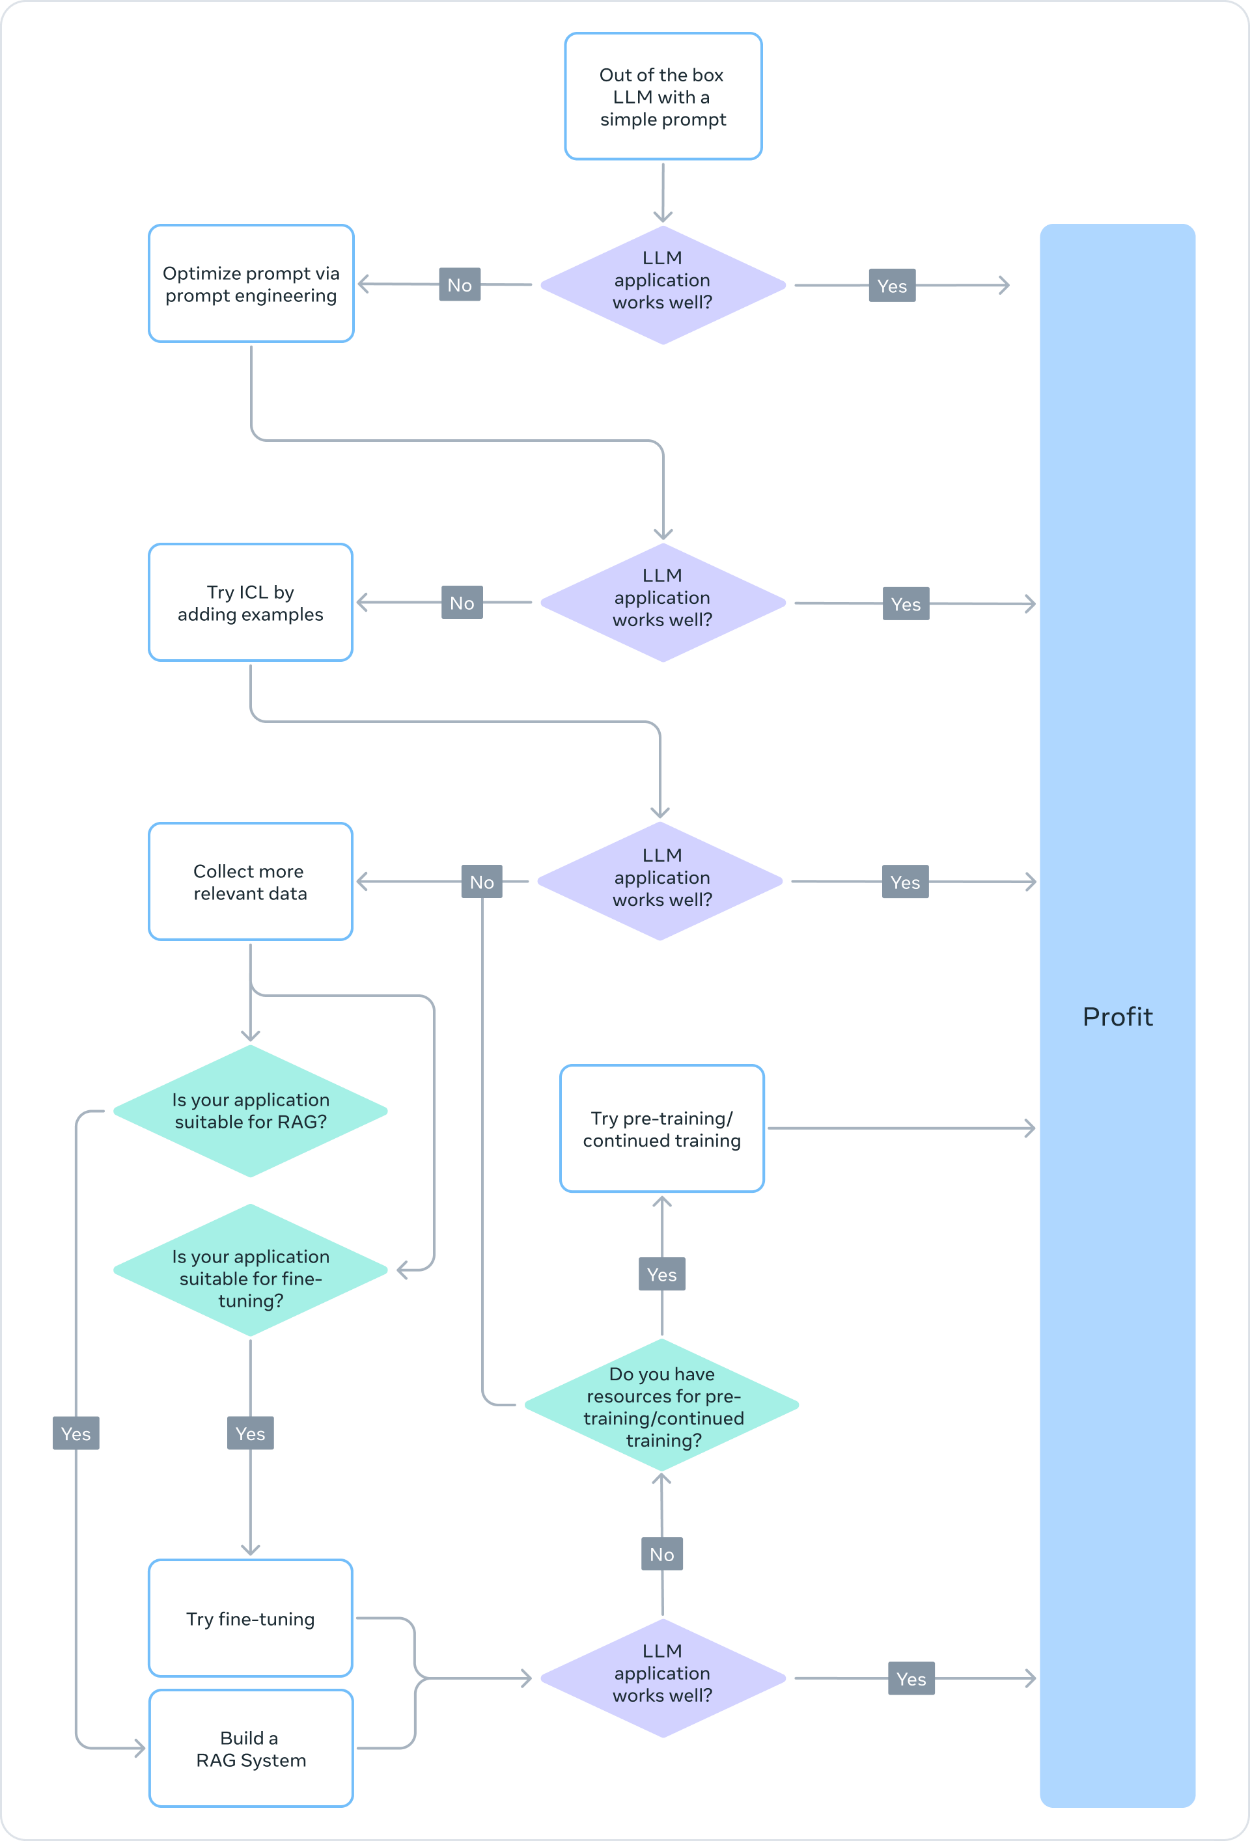 Out of the box
LLM with a
simple prompt
Optimize prompt via
prompt engineering
No
LLM
application
works well?
Yes
Try ICL by
adding examples
No
LLM
application
works well?
Yes
Collect more
relevant data
No
LLM
application
works well?
Yes
Profit
Is your application
suitable for RAG?
Try pre-training/
continued training
Is your application
suitable for fine-
tuning?
Yes
Do you have
resources for pre-
training/continued
training?
Yes
Yes
No
Try fine-tuning
LLM
application
works well?
Yes
Build a
RAG System